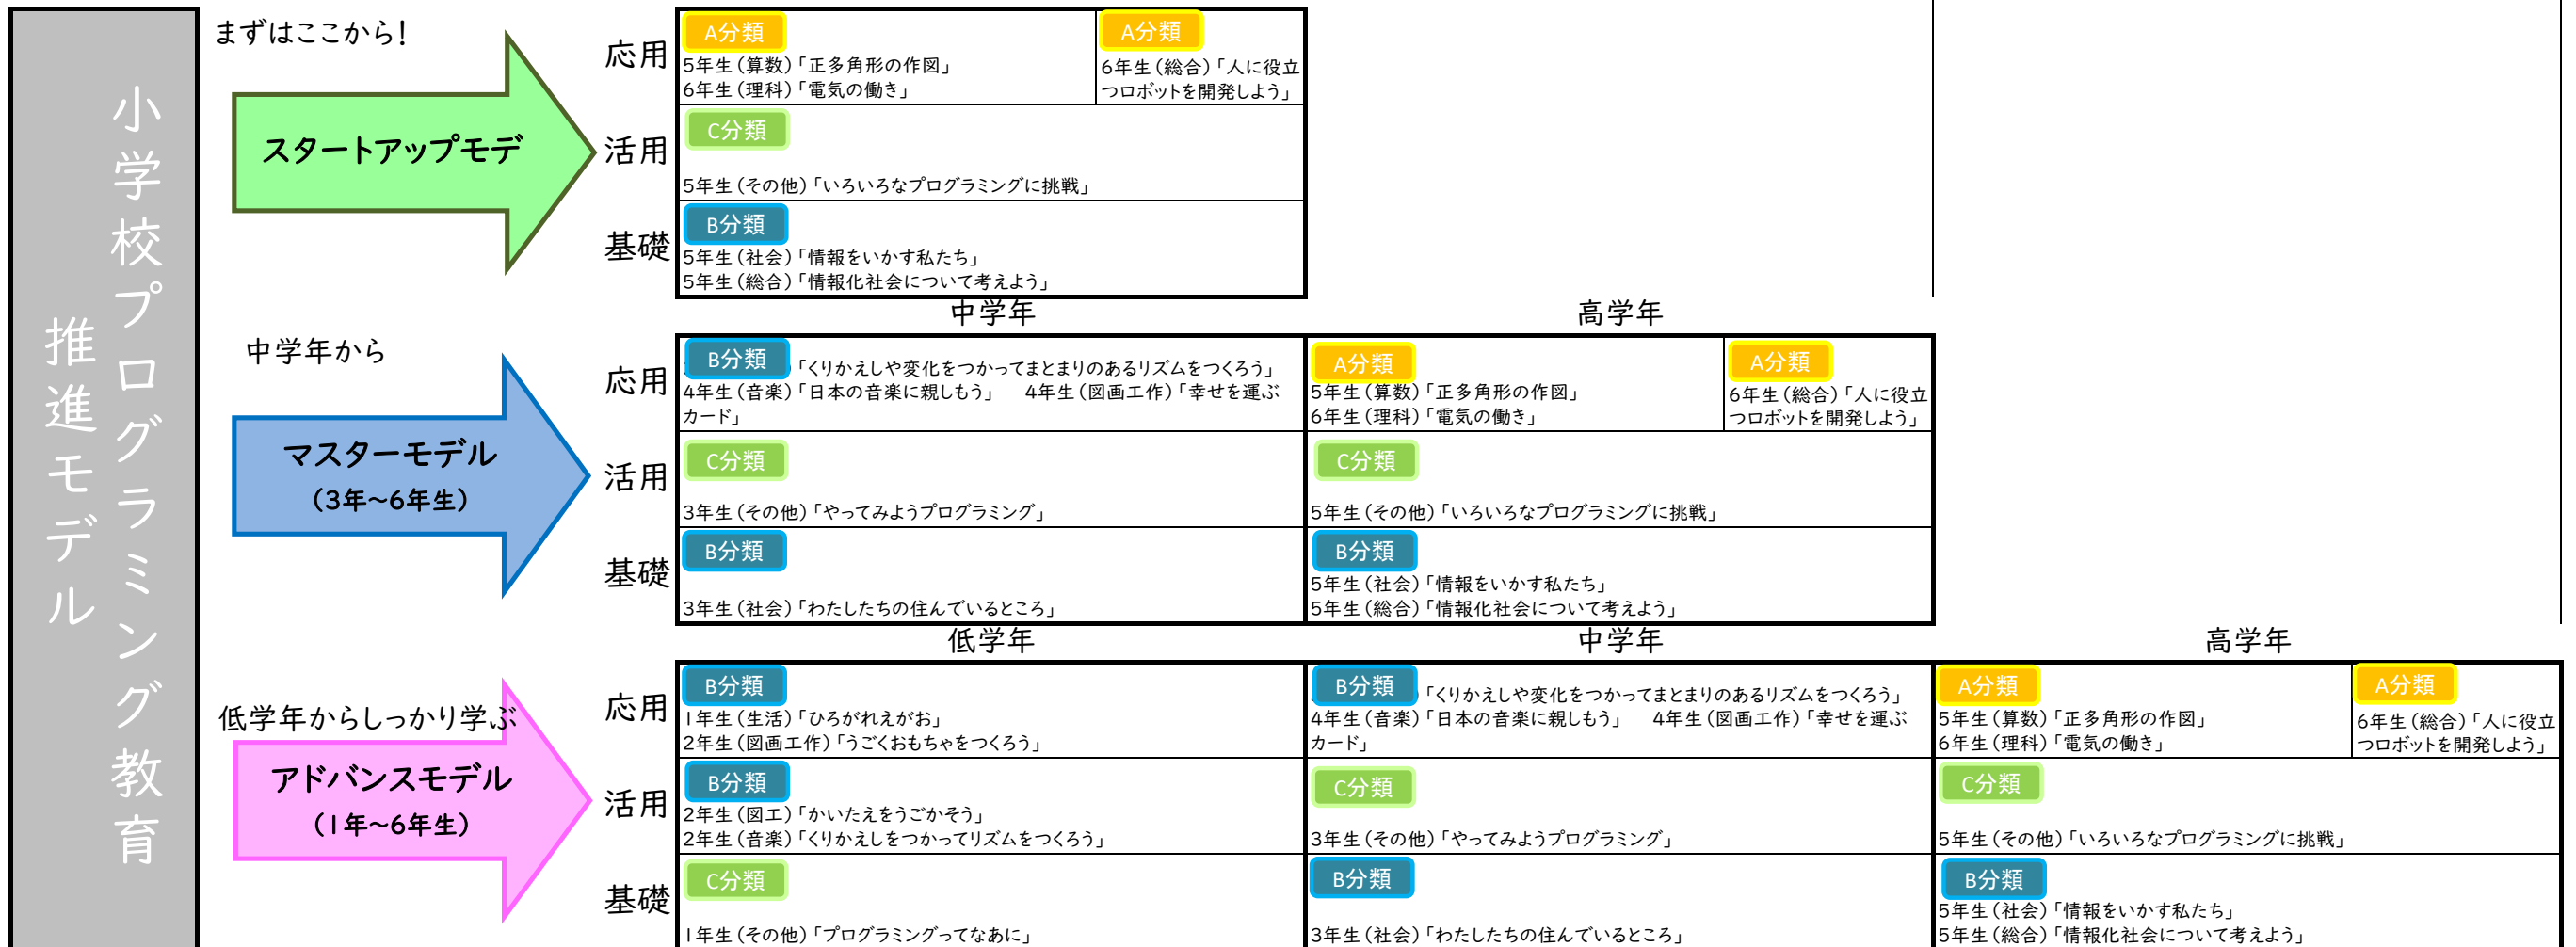 小学校プログラミング教育
推進モデル
まずはここから！
スタートアップモデ
応用
A分類
5年生（算数）「正多角形の作図」
6年生（理科）「電気の働き」
A分類
6年生（総合）「人に役立
つロボットを開発しよう」
活用
C分類
5年生（その他）「いろいろなプログラミングに挑戦」
基礎
B分類
5年生（社会）「情報をいかす私たち」
5年生（総合）「情報化社会について考えよう」
中学年
高学年
中学年から
マスターモデル
（3年～6年生）
応用
B分類
「くりかえしや変化をつかってまとまりのあるリズムをつくろう」
4年生（音楽）「日本の音楽に親しもう」　4年生（図画工作）「幸せを運ぶ
カード」
A分類
5年生（算数）「正多角形の作図」
6年生（理科）「電気の働き」
A分類
6年生（総合）「人に役立
つロボットを開発しよう」
活用
C分類
3年生（その他）「やってみようプログラミング」
C分類
5年生（その他）「いろいろなプログラミングに挑戦」
基礎
B分類
3年生（社会）「わたしたちの住んでいるところ」
B分類
5年生（社会）「情報をいかす私たち」
5年生（総合）「情報化社会について考えよう」
低学年
中学年
高学年
低学年からしっかり学ぶ
アドバンスモデル
（1年～6年生）
応用
B分類
1年生（生活）「ひろがれえがお」
2年生（図画工作）「うごくおもちゃをつくろう」
B分類
「くりかえしや変化をつかってまとまりのあるリズムをつくろう」
4年生（音楽）「日本の音楽に親しもう」　4年生（図画工作）「幸せを運ぶ
カード」
A分類
5年生（算数）「正多角形の作図」
6年生（理科）「電気の働き」
A分類
6年生（総合）「人に役立
つロボットを開発しよう」
活用
B分類
2年生（図工）「かいたえをうごかそう」
2年生（音楽）「くりかえしをつかってリズムをつくろう」
C分類
3年生（その他）「やってみようプログラミング」
C分類
5年生（その他）「いろいろなプログラミングに挑戦」
基礎
C分類
1年生（その他）「プログラミングってなあに」
B分類
3年生（社会）「わたしたちの住んでいるところ」
B分類
5年生（社会）「情報をいかす私たち」
5年生（総合）「情報化社会について考えよう」